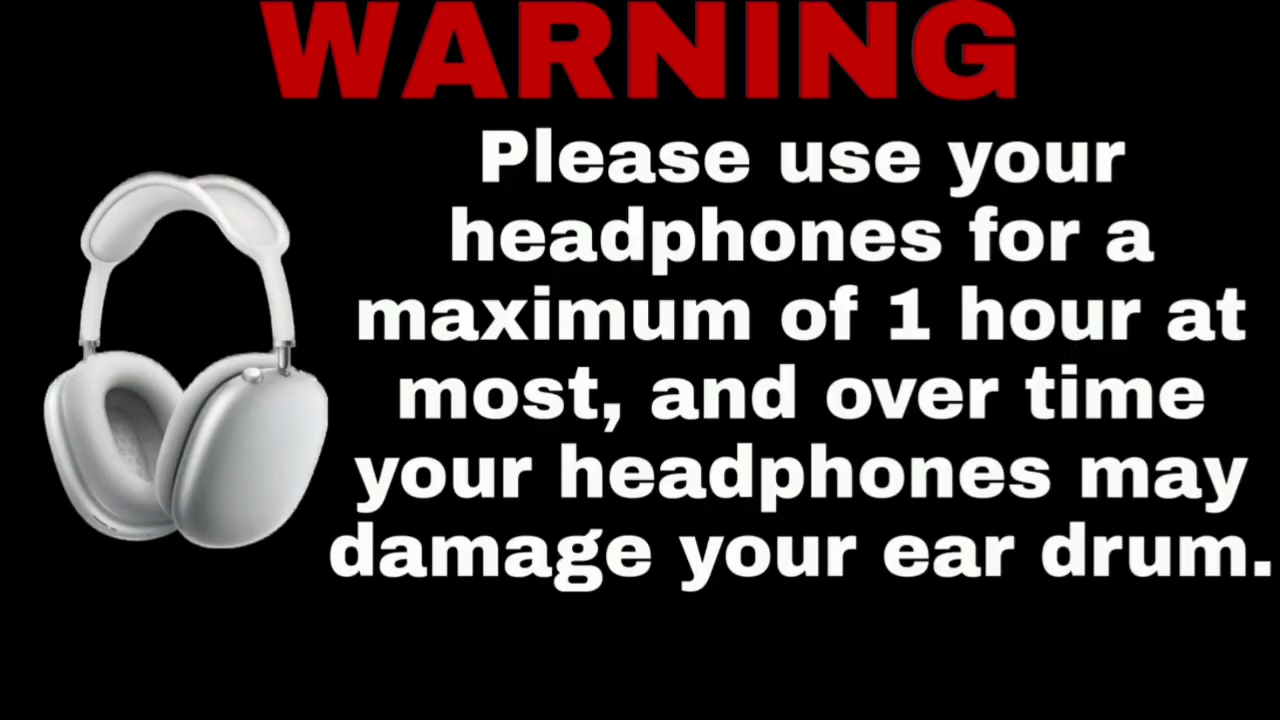 WARNING
Please use your
headphones for a
maximum of 1 hour at
most, and over time
your headphones may
damage your ear drum.